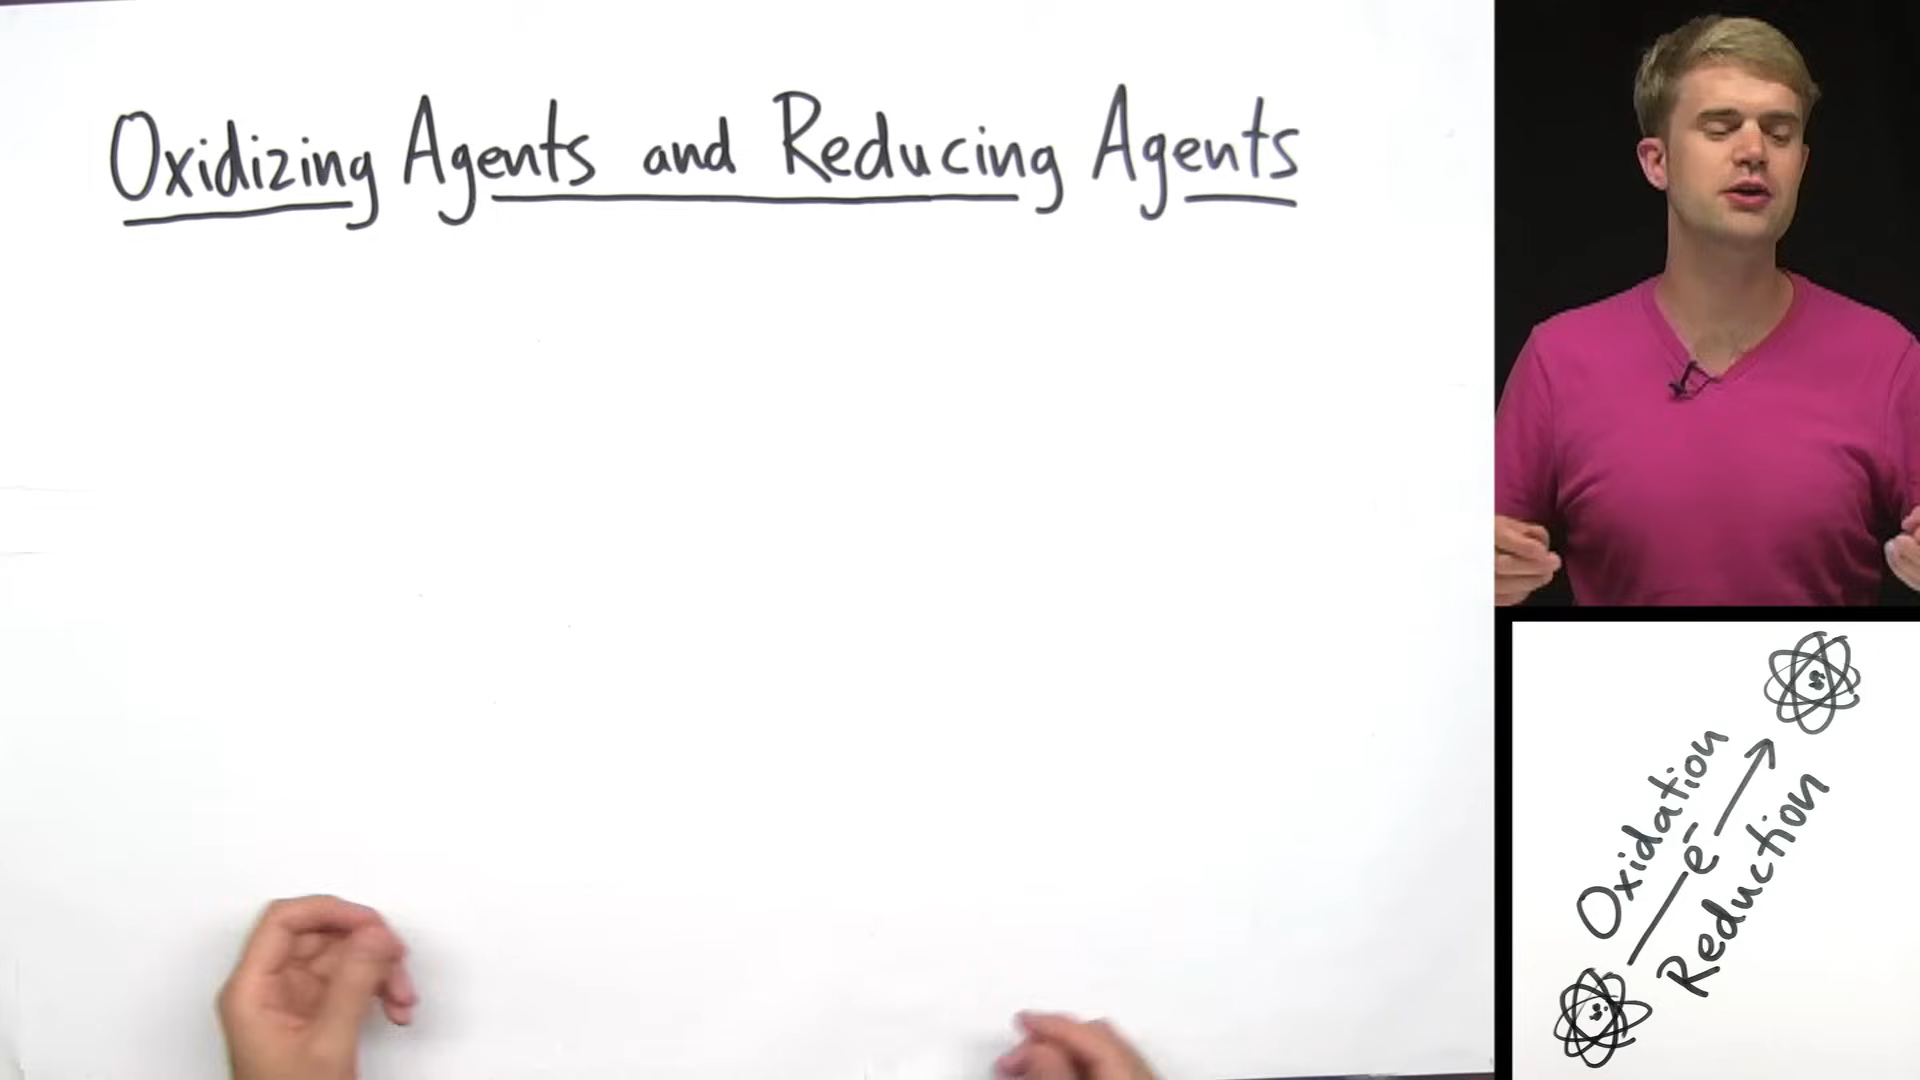 Oxidizing Agents and Reducing Agents
Oxidation
e⁻
Reduction